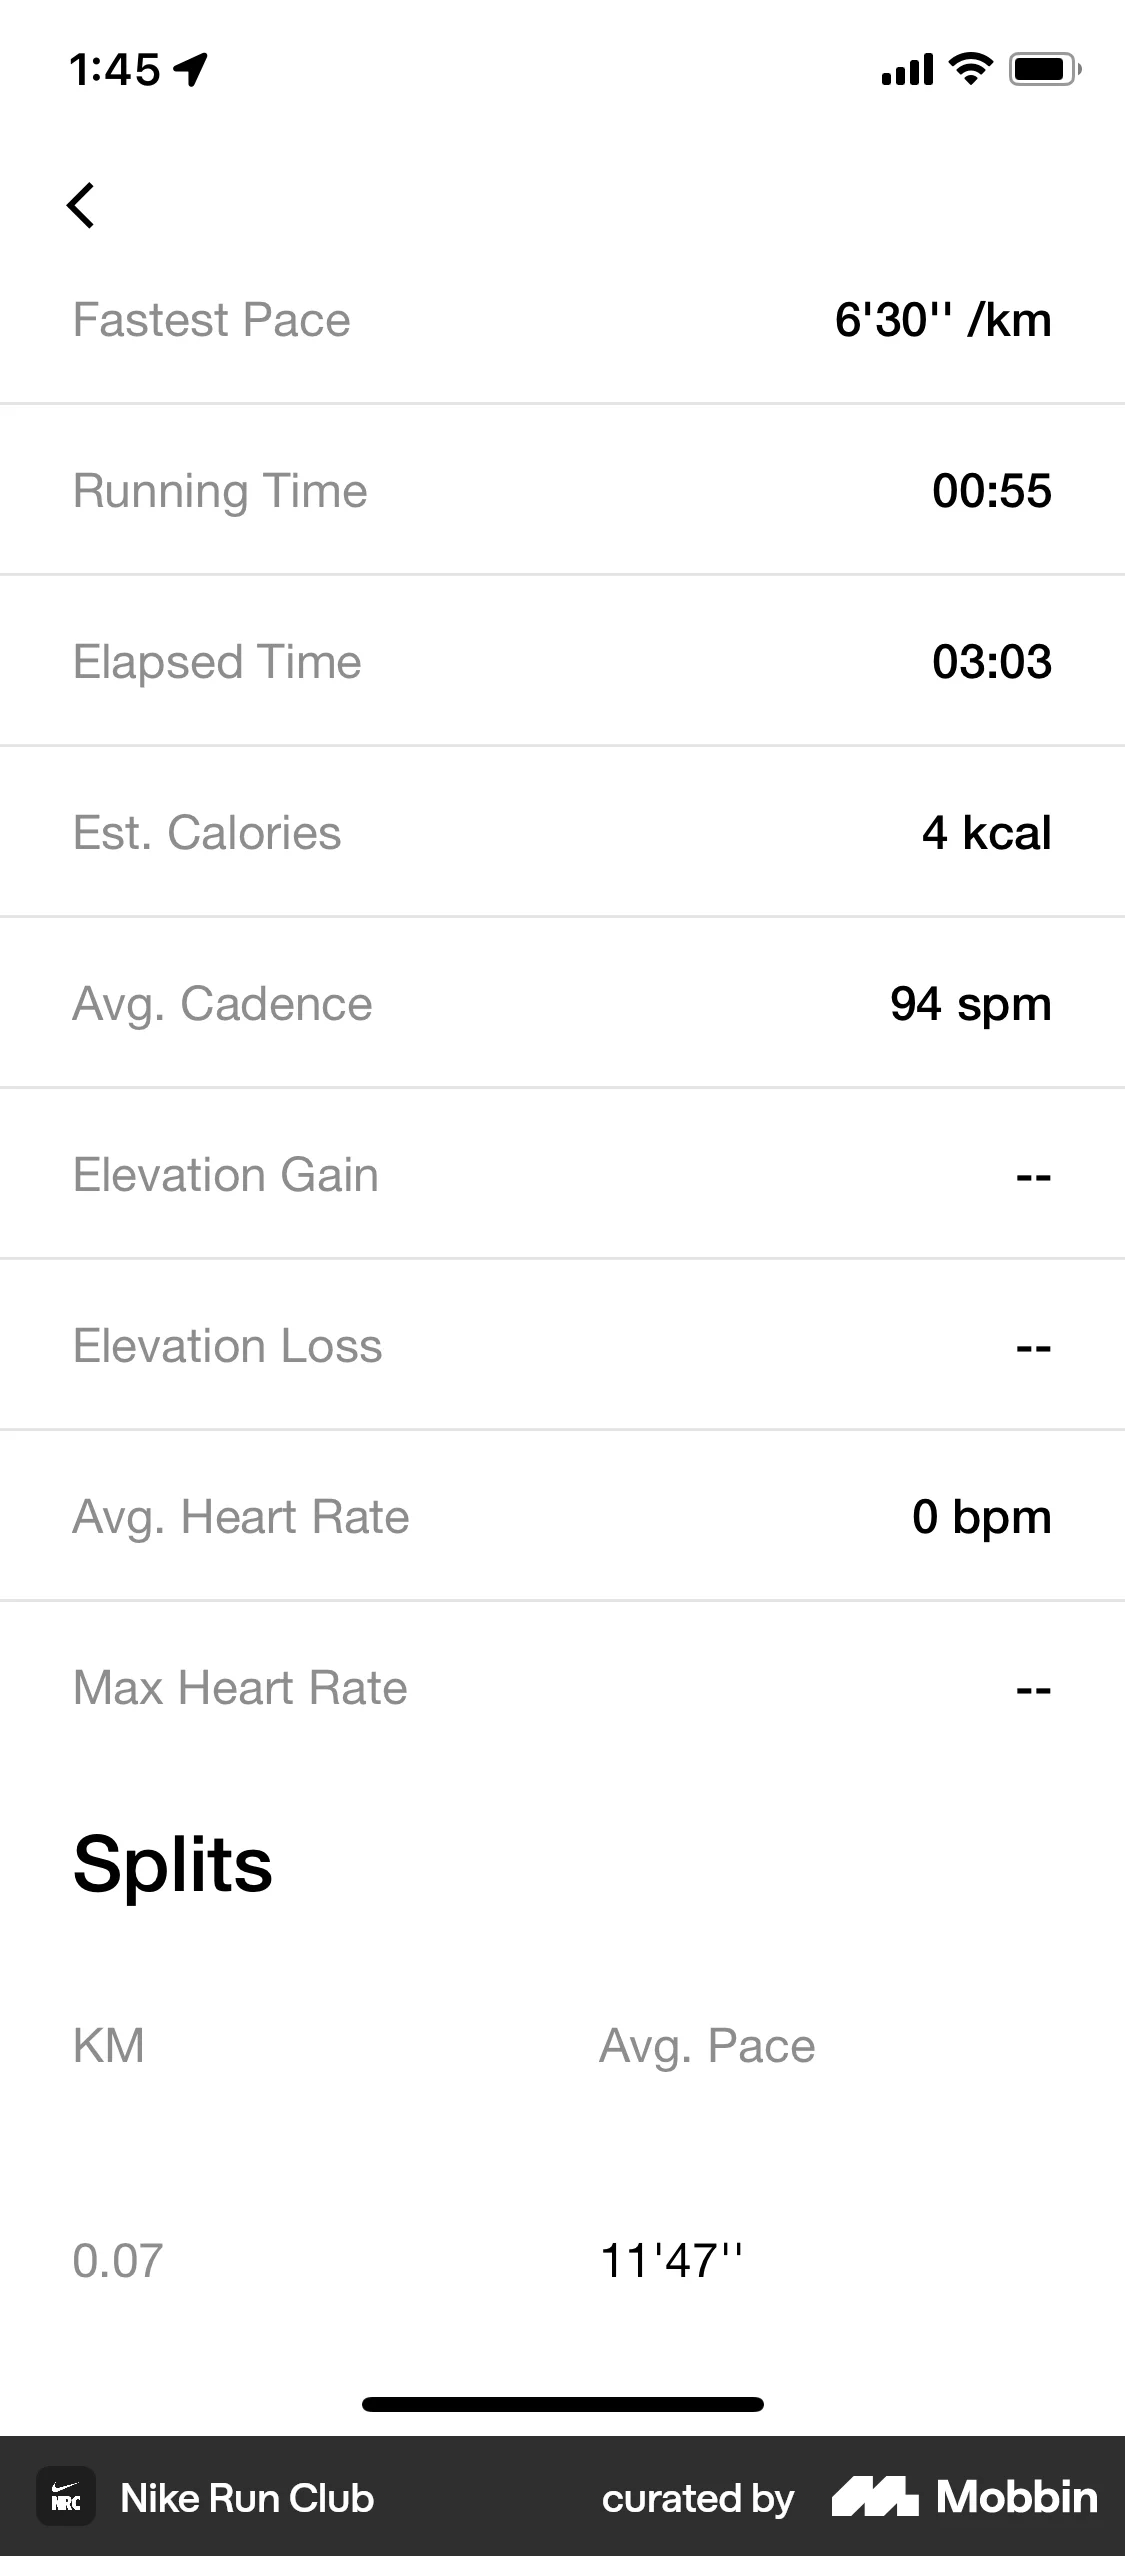 1:45
Fastest Pace 6'30'' /km
Running Time 00:55
Elapsed Time 03:03
Est. Calories 4 kcal
Avg. Cadence 94 spm
Elevation Gain --
Elevation Loss --
Avg. Heart Rate 0 bpm
Max Heart Rate --
Splits
KM Avg. Pace
0.07 11'47''
NRC Nike Run Club curated by Mobbin